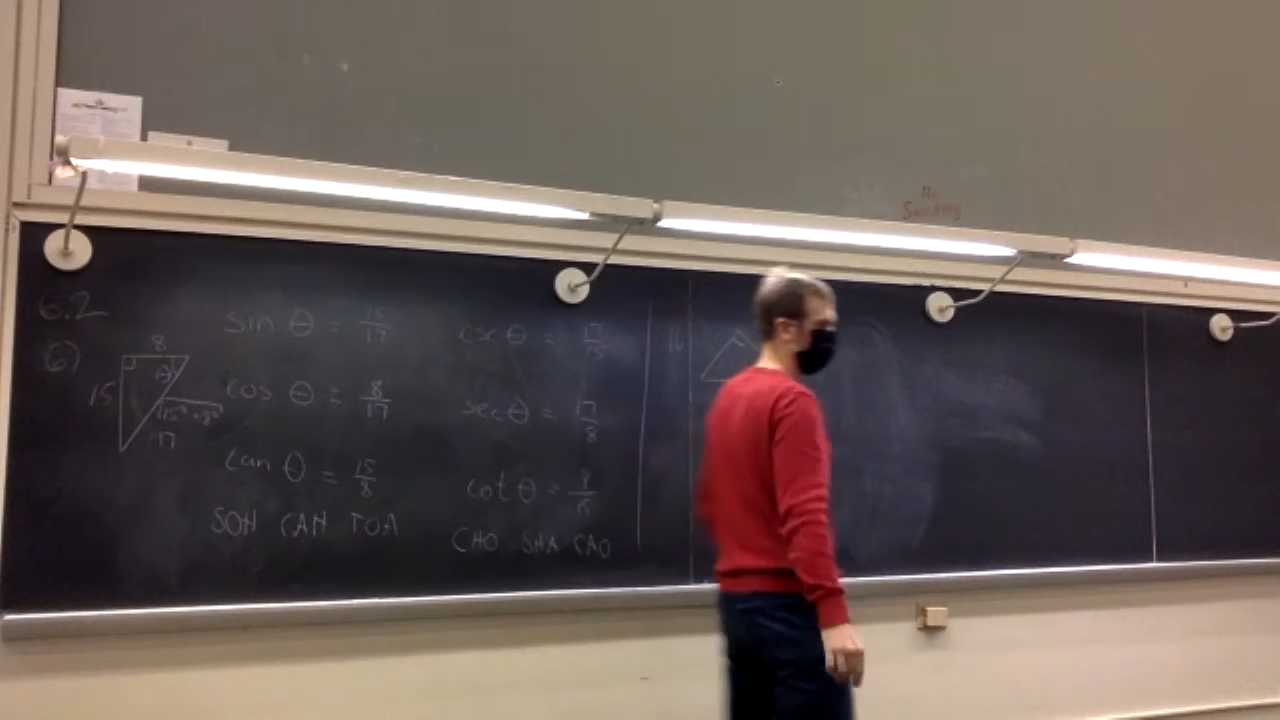 No
Smoking
6.2
6)
8
15
θ
√15²+8²
17
sin θ = 15/17
cos θ = 8/17
tan θ = 15/8
SOH CAH TOA
csc θ = 17/15
sec θ = 17/8
cot θ = 8/15
CHO SHA CAO
16